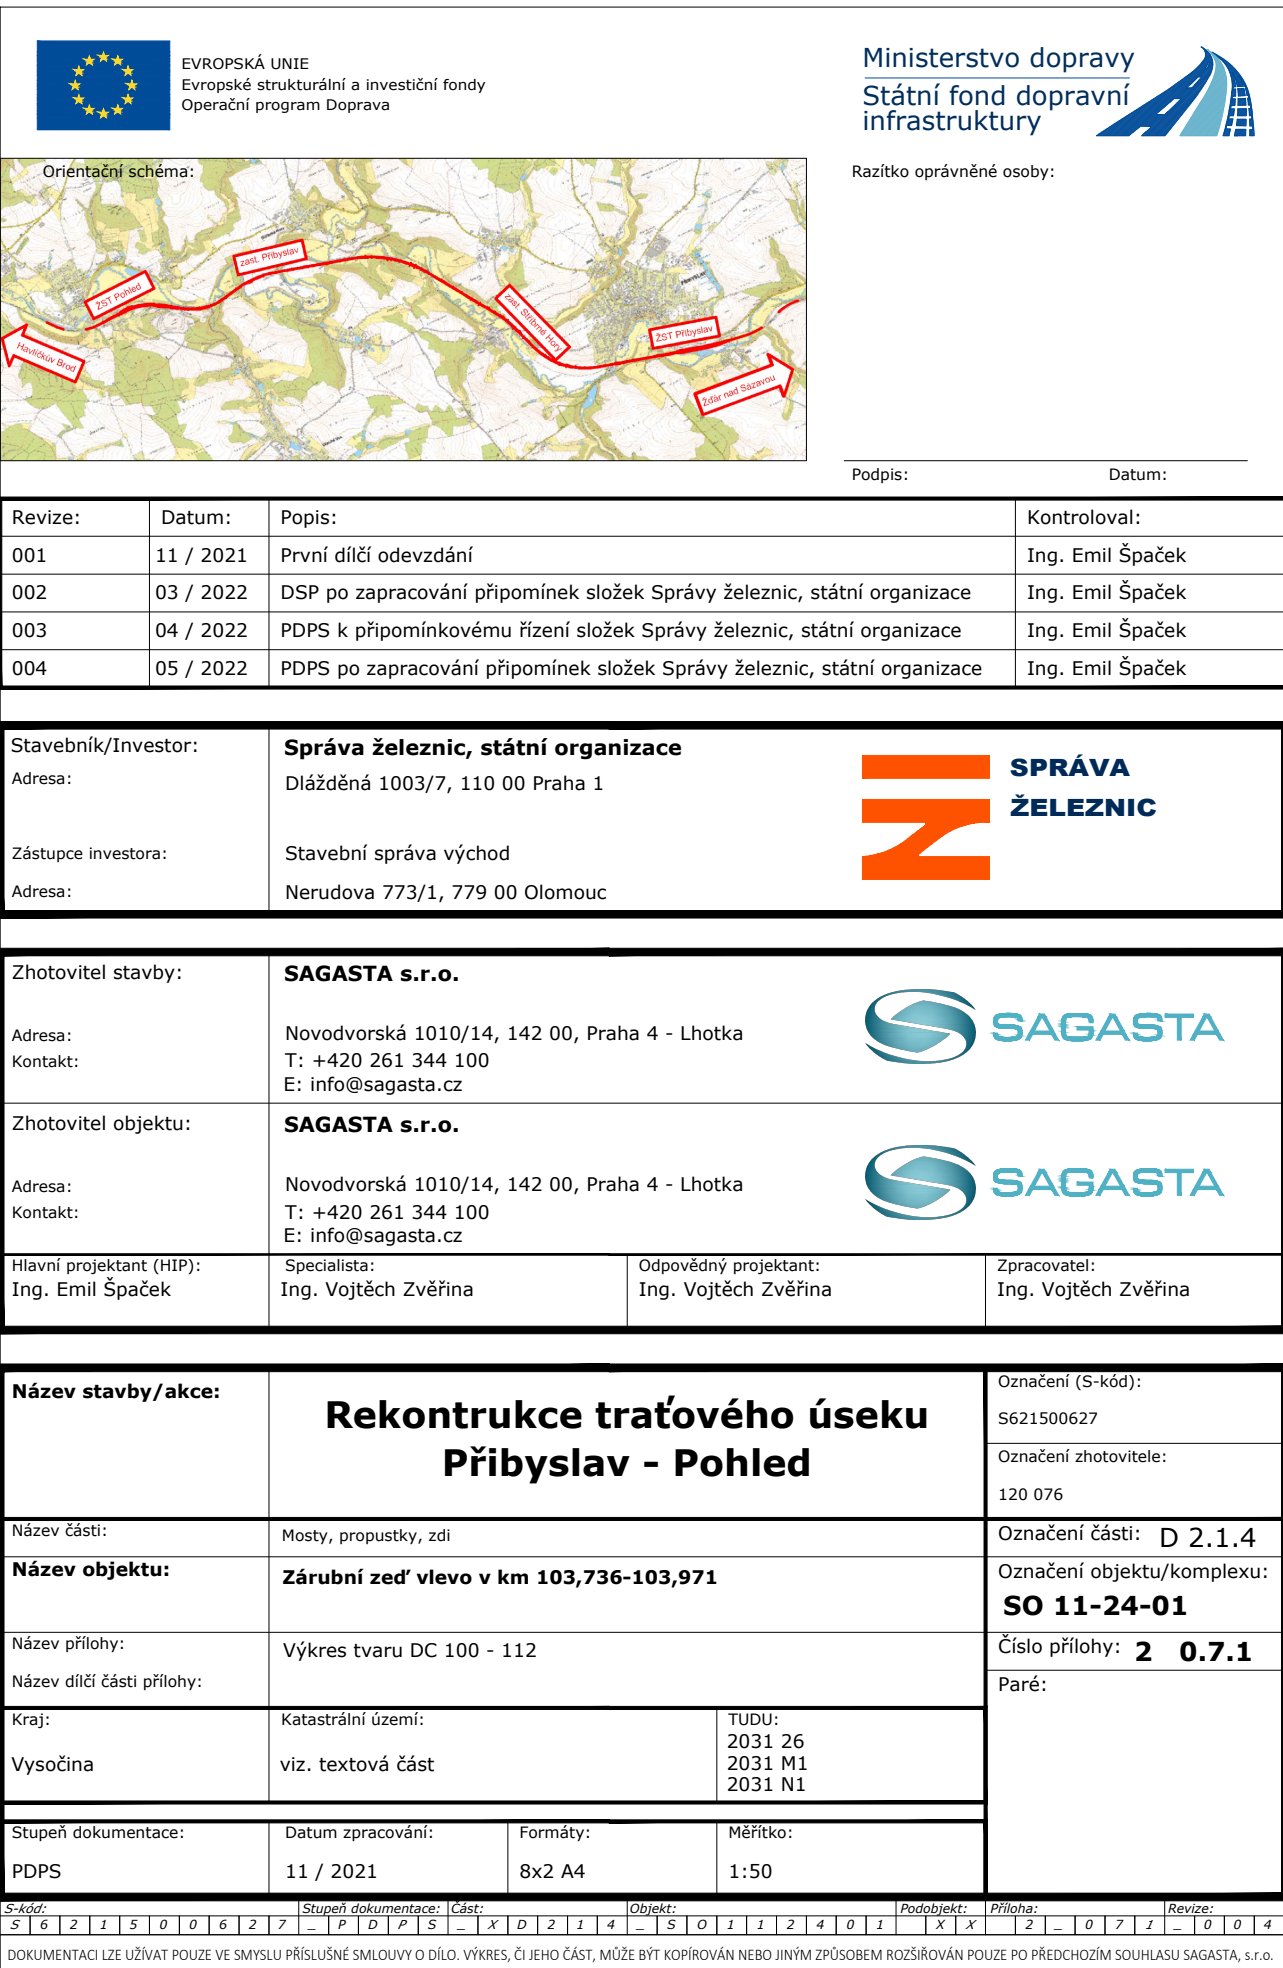 EVROPSKÁ UNIE
Evropské strukturální a investiční fondy
Operační program Doprava
Ministerstvo dopravy
Státní fond dopravní
infrastruktury
Orientační schéma:
ŽST Pohled
zast. Přibyslav
zast. Stříbrné Hory
ŽST Přibyslav
Havlíčkův Brod
Žďár nad Sázavou
Razítko oprávněné osoby:
Podpis: Datum:
Revize: Datum: Popis: Kontroloval:
001 11 / 2021 První dílčí odevzdání Ing. Emil Špaček
002 03 / 2022 DSP po zapracování připomínek složek Správy železnic, státní organizace Ing. Emil Špaček
003 04 / 2022 PDPS k připomínkovému řízení složek Správy železnic, státní organizace Ing. Emil Špaček
004 05 / 2022 PDPS po zapracování připomínek složek Správy železnic, státní organizace Ing. Emil Špaček
Stavebník/Investor: Správa železnic, státní organizace
Adresa: Dlážděná 1003/7, 110 00 Praha 1
Zástupce investora: Stavební správa východ
Adresa: Nerudova 773/1, 779 00 Olomouc
SPRÁVA
ŽELEZNIC
Zhotovitel stavby: SAGASTA s.r.o.
Adresa: Novodvorská 1010/14, 142 00, Praha 4 - Lhotka
Kontakt: T: +420 261 344 100
E: info@sagasta.cz
SAGASTA
Zhotovitel objektu: SAGASTA s.r.o.
Adresa: Novodvorská 1010/14, 142 00, Praha 4 - Lhotka
Kontakt: T: +420 261 344 100
E: info@sagasta.cz
SAGASTA
Hlavní projektant (HIP): Specialista: Odpovědný projektant: Zpracovatel:
Ing. Emil Špaček Ing. Vojtěch Zvěřina Ing. Vojtěch Zvěřina Ing. Vojtěch Zvěřina
Název stavby/akce:
Rekontrukce traťového úseku
Přibyslav - Pohled
Označení (S-kód):
S621500627
Označení zhotovitele:
120 076
Název části: Mosty, propustky, zdi
Označení části: D 2.1.4
Název objektu: Zárubní zeď vlevo v km 103,736-103,971
Označení objektu/komplexu:
SO 11-24-01
Název přílohy: Výkres tvaru DC 100 - 112
Číslo přílohy: 2 0.7.1
Název dílčí části přílohy:
Paré:
Kraj: Katastrální území: TUDU:
Vysočina viz. textová část
2031 26
2031 M1
2031 N1
Stupeň dokumentace: Datum zpracování: Formáty: Měřítko:
PDPS 11 / 2021 8x2 A4 1:50
S-kód: Stupeň dokumentace: Část: Objekt: Podobjekt: Příloha: Revize:
S 6 2 1 5 0 0 6 2 7 _ P D P S _ X D 2 1 4 _ S O 1 1 2 4 0 1 X X 2 _ 0 7 1 _ 0 0 4
DOKUMENTACI LZE UŽÍVAT POUZE VE SMYSLU PŘÍSLUŠNÉ SMLOUVY O DÍLO. VÝKRES, ČI JEHO ČÁST, MŮŽE BÝT KOPÍROVÁN NEBO JINÝM ZPŮSOBEM ROZŠIŘOVÁN POUZE PO PŘEDCHOZÍM SOUHLASU SAGASTA, s.r.o.